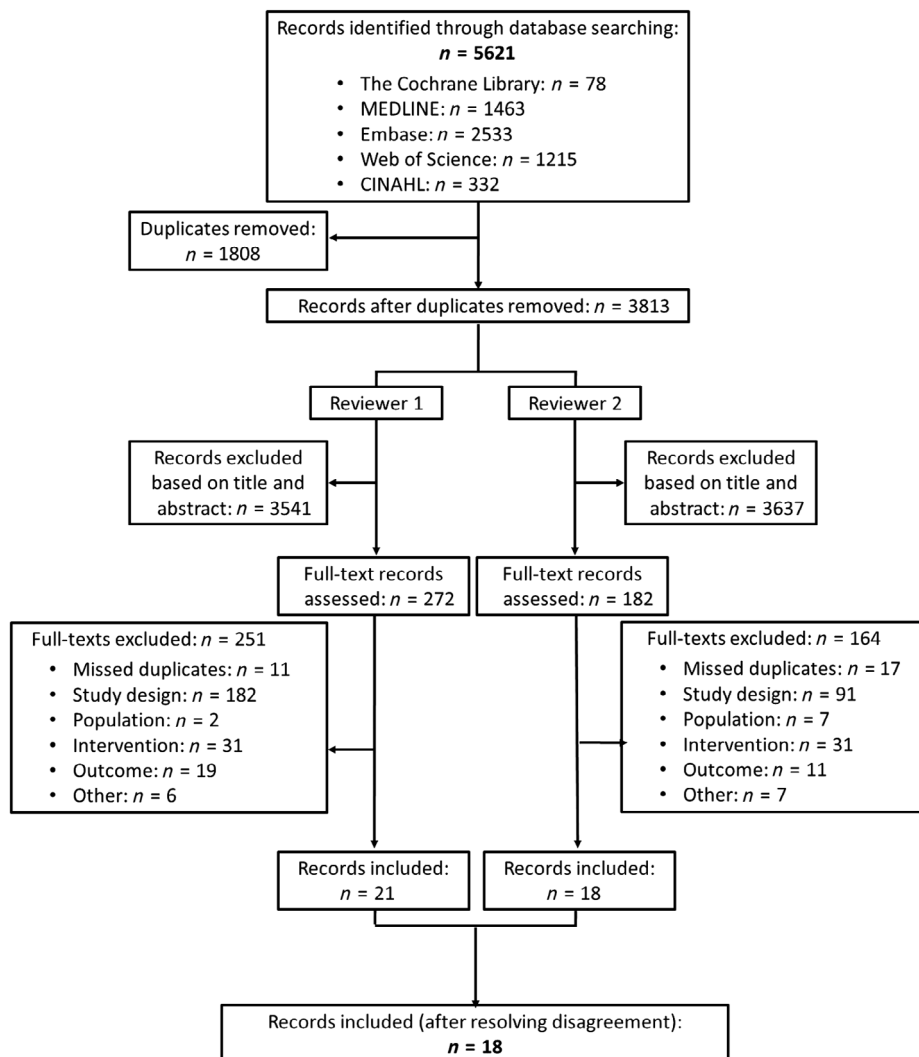 Records identified through database searching:
n = 5621
• The Cochrane Library: n = 78
• MEDLINE: n = 1463
• Embase: n = 2533
• Web of Science: n = 1215
• CINAHL: n = 332
Duplicates removed:
n = 1808
Records after duplicates removed: n = 3813
Reviewer 1
Reviewer 2
Records excluded
based on title and
abstract: n = 3541
Records excluded
based on title and
abstract: n = 3637
Full-text records
assessed: n = 272
Full-text records
assessed: n = 182
Full-texts excluded: n = 251
• Missed duplicates: n = 11
• Study design: n = 182
• Population: n = 2
• Intervention: n = 31
• Outcome: n = 19
• Other: n = 6
Full-texts excluded: n = 164
• Missed duplicates: n = 17
• Study design: n = 91
• Population: n = 7
• Intervention: n = 31
• Outcome: n = 11
• Other: n = 7
Records included:
n = 21
Records included:
n = 18
Records included (after resolving disagreement):
n = 18